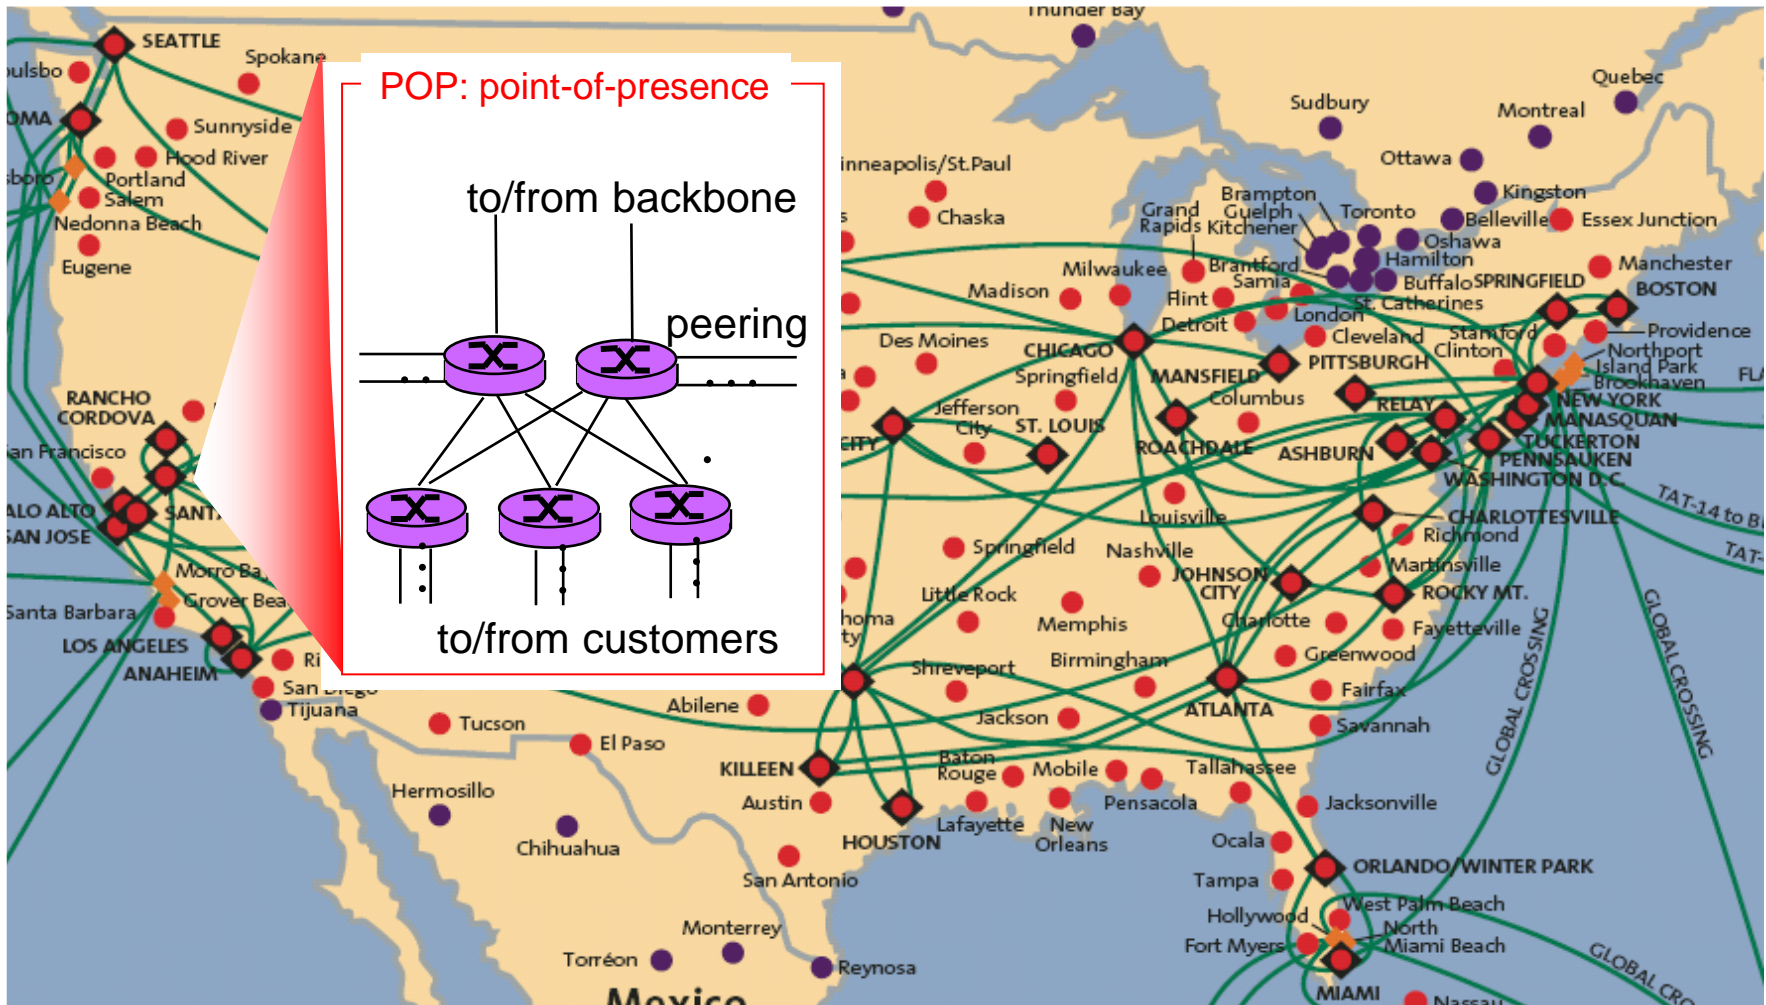 POP: point-of-presence
to/from backbone
peering
to/from customers
SEATTLE
Spokane
Sunnyside
Hood River
Portland
Salem
Nedonna Beach
Eugene
RANCHO
CORDOVA
San Francisco
SAN JOSE
Morro
Santa Barbara
LOS ANGELES
ANAHEIM
San Diego
Tijuana
Tucson
El Paso
Hermosillo
Chihuahua
Thunder Bay
Chaska
Madison
Milwaukee
Grand
Rapids
Brampton
Guelph
Kitchener
Toronto
Sudbury
Ottawa
Montreal
Quebec
Kingston
Belleville
Essex Junction
Oshawa
Hamilton
Brantford
Buffalo
SPRINGFIELD
Manchester
BOSTON
St. Catherines
Flint
London
Detroit
Cleveland
Stamford
Clinton
Providence
Northport
Island Park
Brookhaven
Des Moines
CHICAGO
Springfield
MANSFIELD
PITTSBURGH
Columbus
RELAY
NEW YORK
MANASQUAN
TUCKERTON
PENNSAUKEN
WASHINGTON D.C.
Jefferson
City
ST. LOUIS
CITY
ROACHDALE
ASHBURN
TAT-14 to
TAT-
Louisville
CHARLOTTESVILLE
Richmond
Springfield
Nashville
JOHNSON
CITY
Martinsville
ROCKY MT.
Little Rock
Memphis
Charlotte
Fayetteville
Shreveport
Birmingham
Greenwood
Fairfax
Abilene
Jackson
ATLANTA
Savannah
GLOBAL CROSSING
GLOBAL CROSSING
KILLEEN
Baton
Rouge
Mobile
Tallahassee
Austin
Pensacola
Jacksonville
Lafayette
New
Orleans
HOUSTON
San Antonio
Ocala
ORLANDO/WINTER PARK
Tampa
West Palm Beach
Hollywood
North
Miami Beach
Fort Myers
MIAMI
Nassau
Monterrey
Torréon
Reynosa
Mexico
GLOBAL